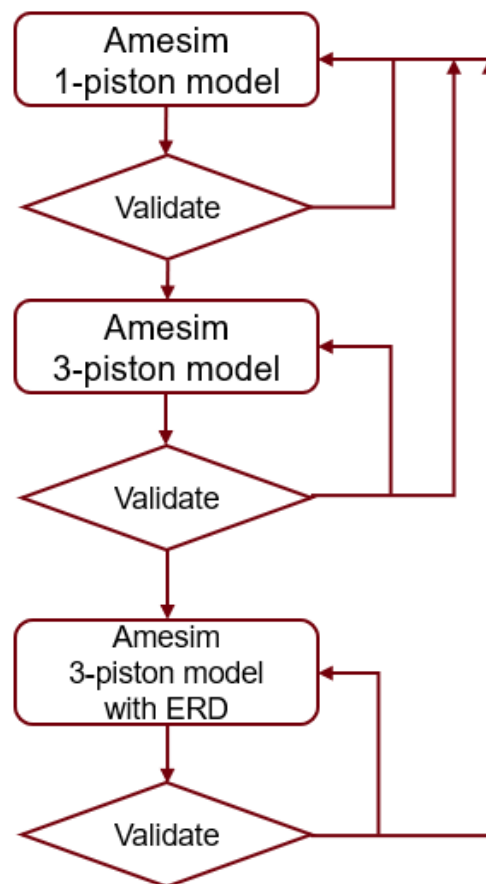 Amesim
1-piston model
Validate
Amesim
3-piston model
Validate
Amesim
3-piston model
with ERD
Validate